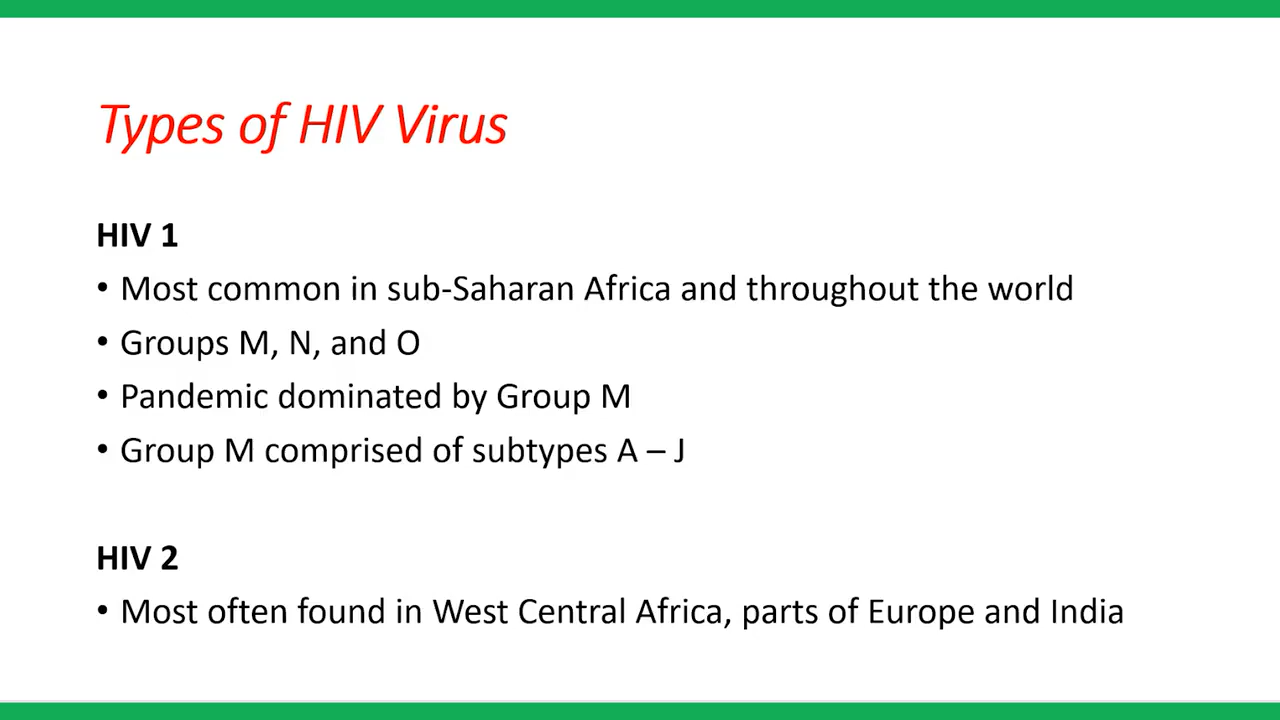 Types of HIV Virus
HIV 1
• Most common in sub-Saharan Africa and throughout the world
• Groups M, N, and O
• Pandemic dominated by Group M
• Group M comprised of subtypes A – J
HIV 2
• Most often found in West Central Africa, parts of Europe and India